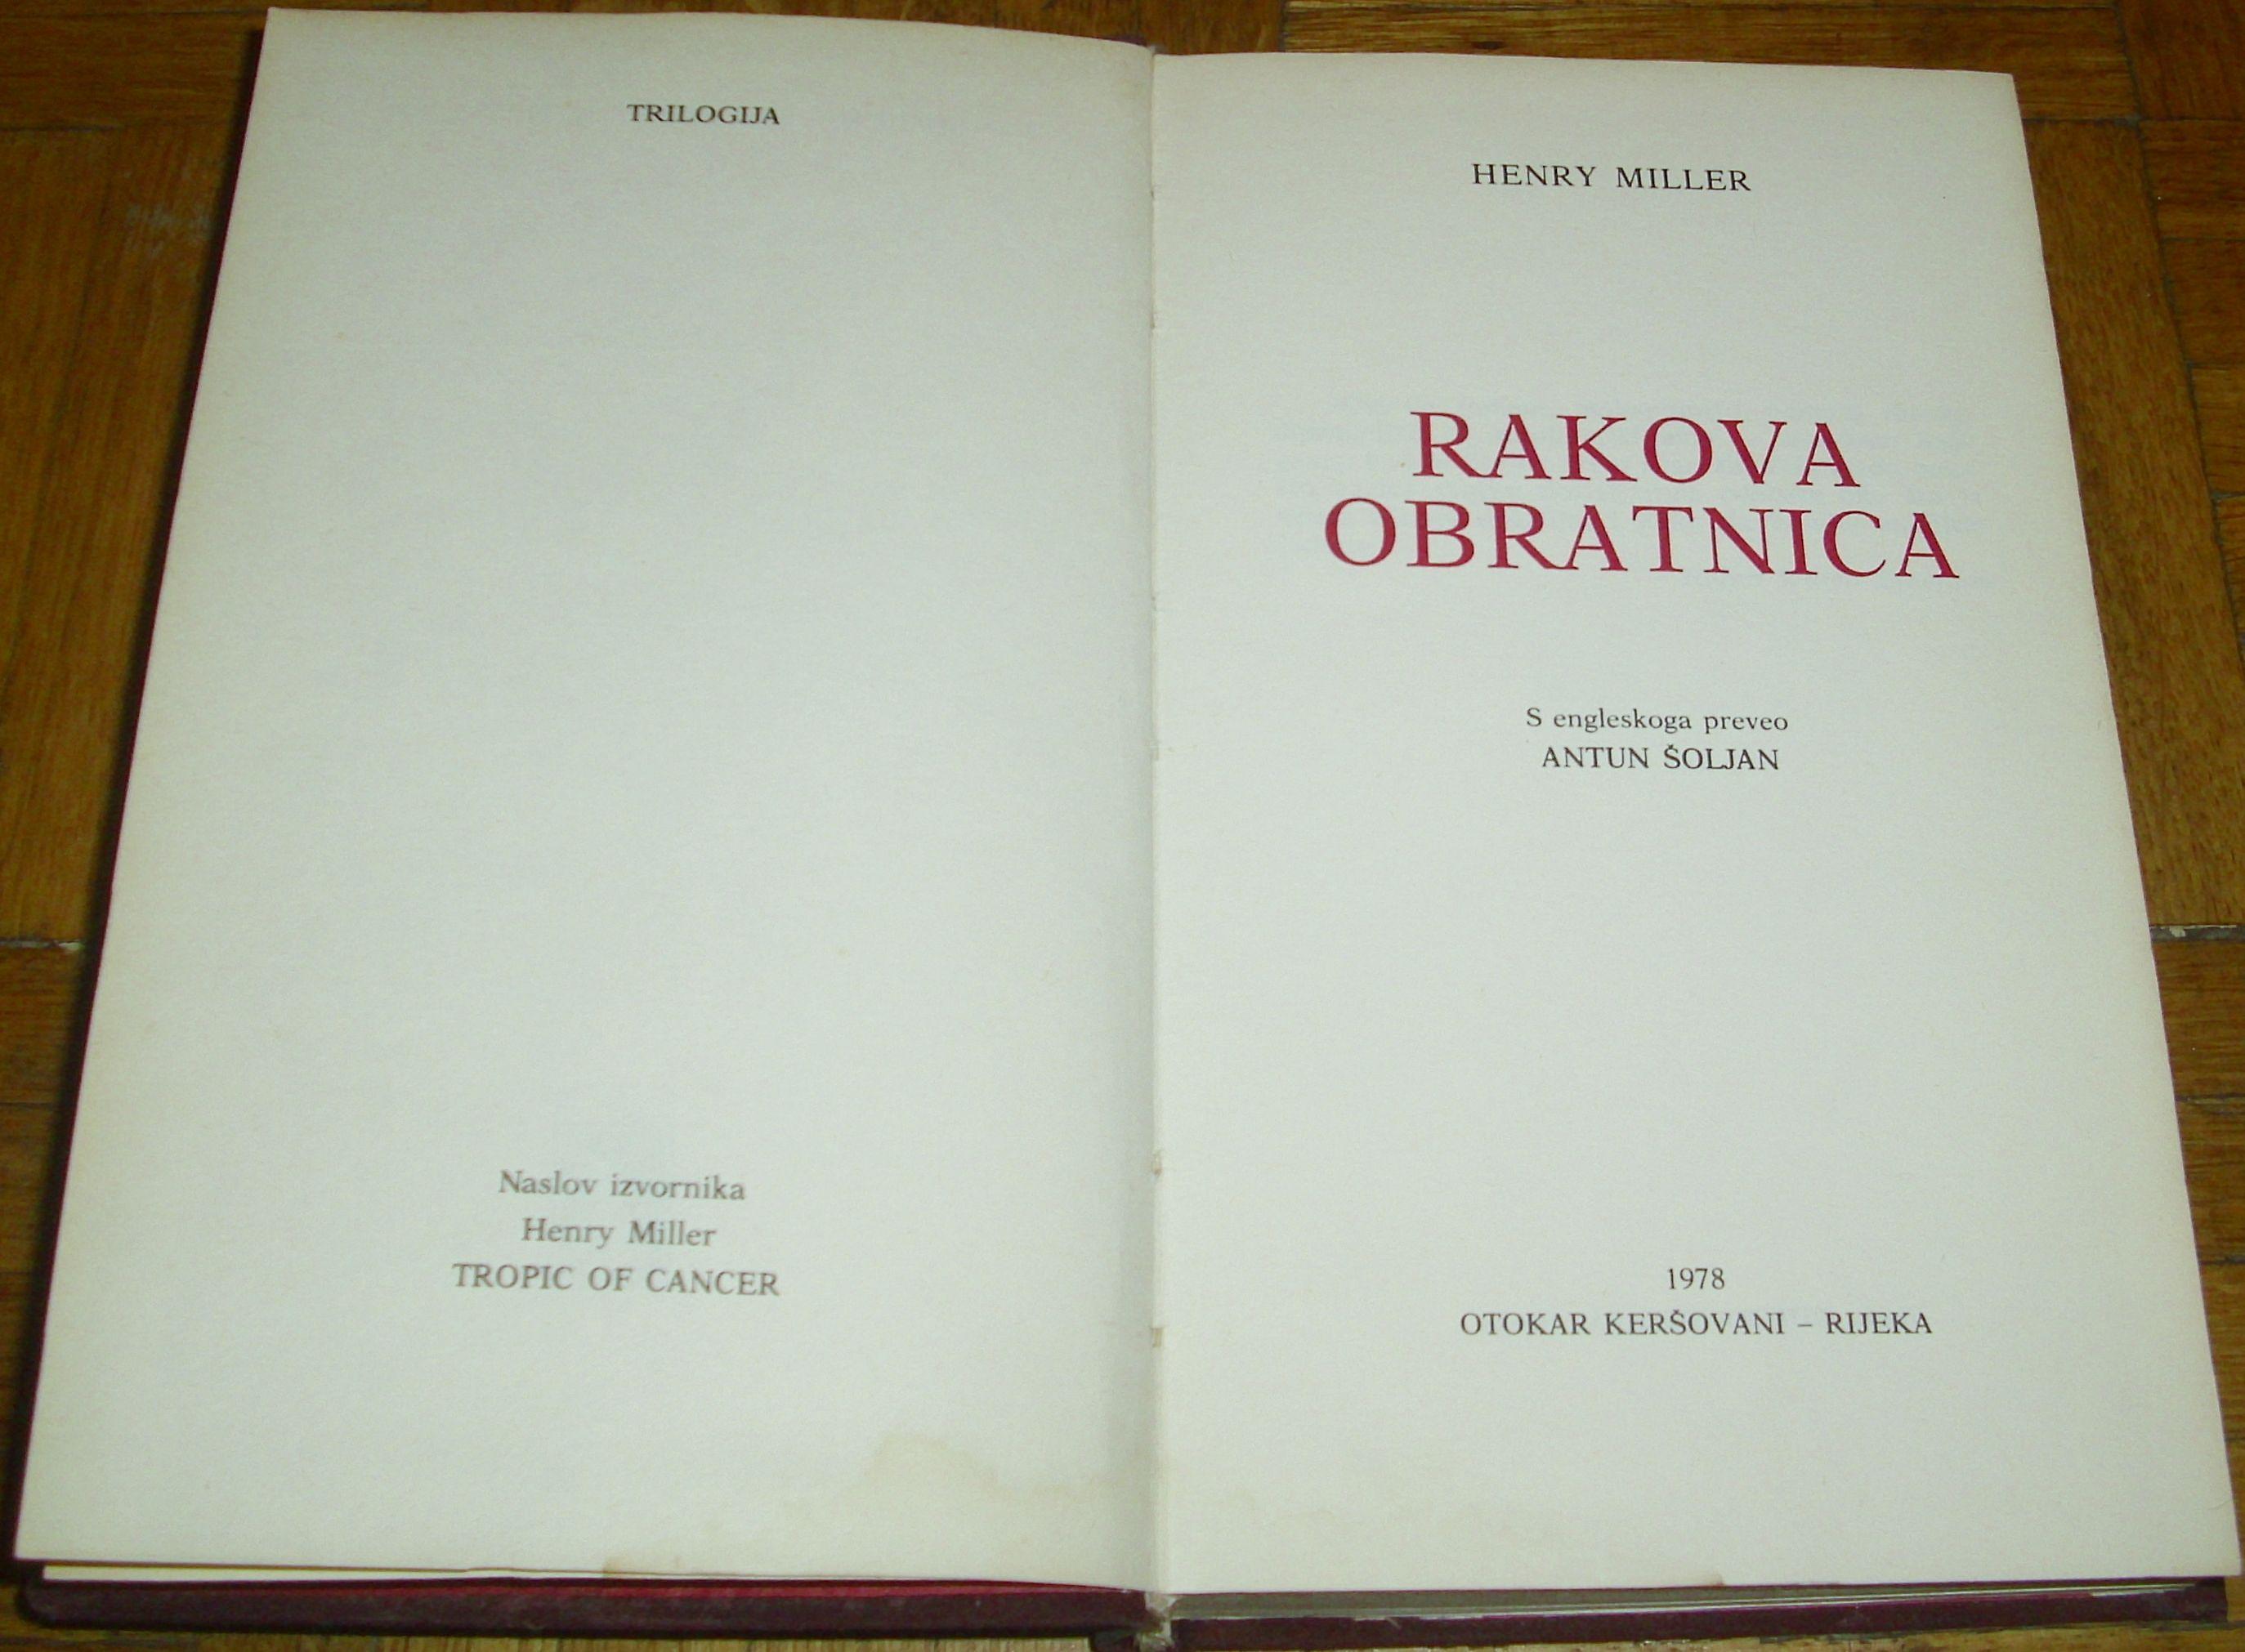 TRILOGIJA
Naslov izvornika
Henry Miller
TROPIC OF CANCER
HENRY MILLER
RAKOVA
OBRATNICA
S engleskoga preveo
ANTUN ŠOLJAN
1978
OTOKAR KERŠOVANI – RIJEKA